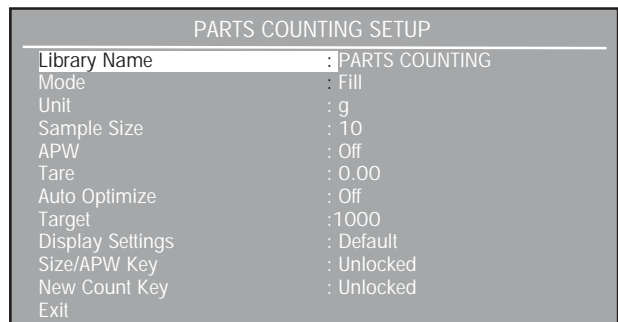 PARTS COUNTING SETUP
Library Name : PARTS COUNTING
Mode : Fill
Unit : g
Sample Size : 10
APW : Off
Tare : 0.00
Auto Optimize : Off
Target :1000
Display Settings : Default
Size/APW Key : Unlocked
New Count Key : Unlocked
Exit